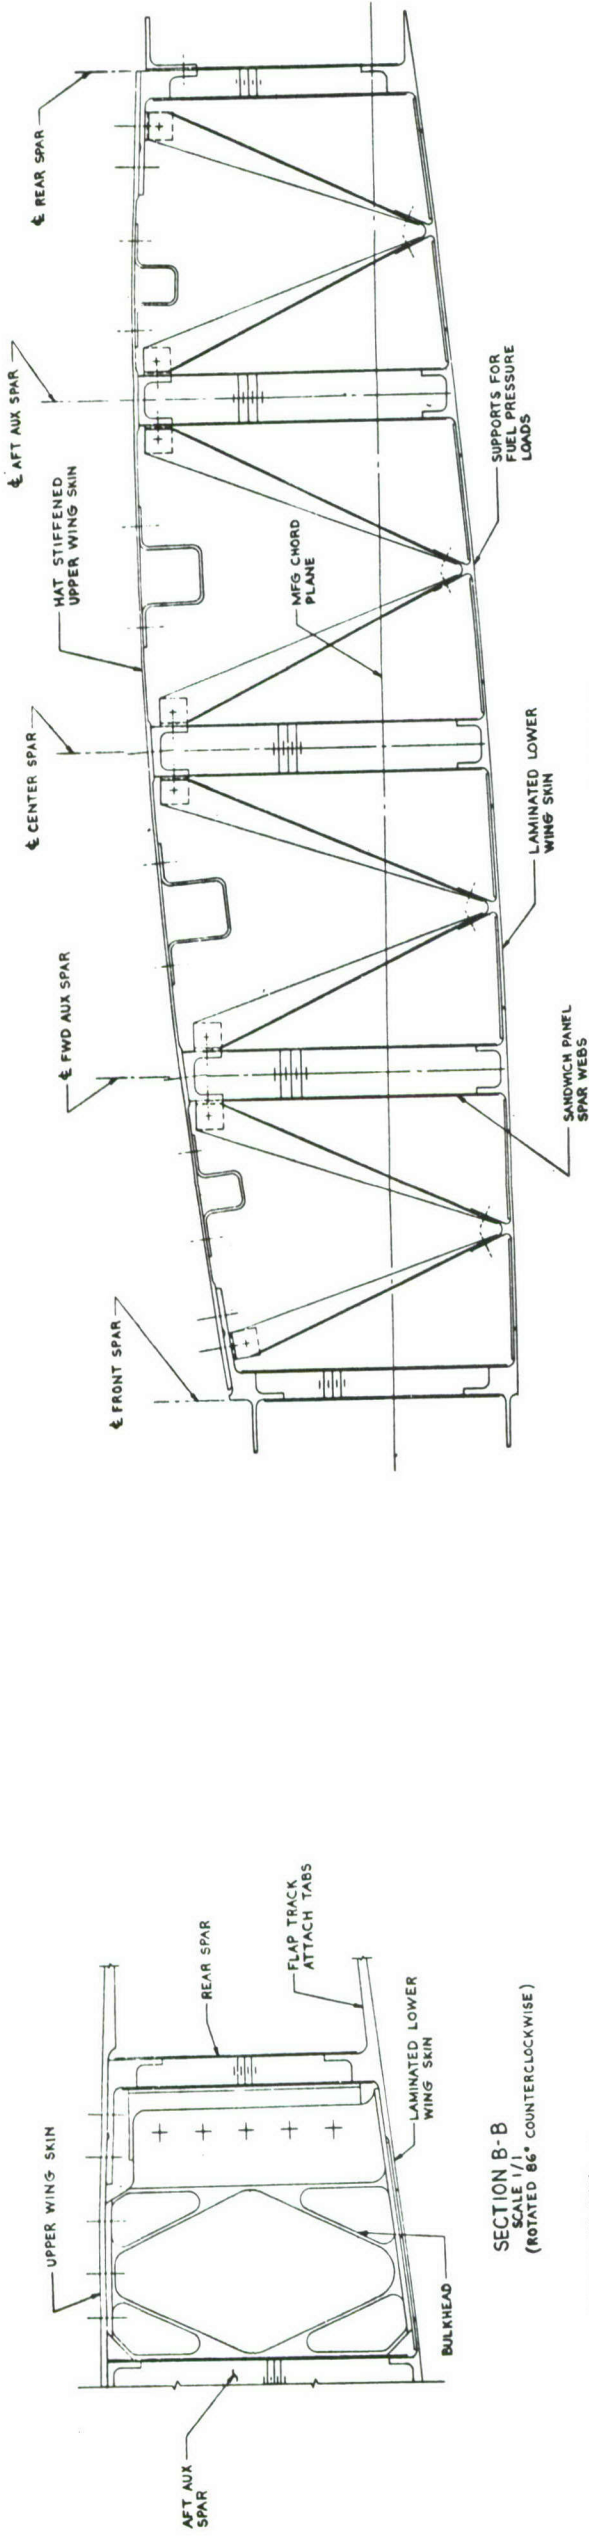 AFT AUX
SPAR
UPPER WING SKIN
REAR SPAR
FLAP TRACK
ATTACH TABS
LAMINATED LOWER
WING SKIN
BULKHEAD
SECTION B-B
SCALE 1/1
(ROTATED 86° COUNTERCLOCKWISE)
℄ FRONT SPAR
℄ FWD AUX SPAR
℄ CENTER SPAR
HAT STIFFENED
UPPER WING SKIN
℄ AFT AUX SPAR
℄ REAR SPAR
MFG CHORD
PLANE
SANDWICH PANEL
SPAR WEBS
LAMINATED LOWER
WING SKIN
SUPPORTS FOR
FUEL PRESSURE
LOADS